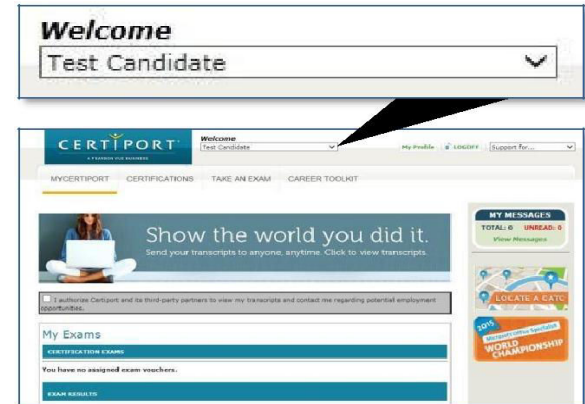 Welcome
Test Candidate
CERTIPORT
A PEARSON VUE BUSINESS
Welcome
Test Candidate
My Profile
LOGOFF
Support for...
MYCERTIPORT CERTIFICATIONS TAKE AN EXAM CAREER TOOLKIT
Show the world you did it.
Send your transcripts to anyone, anytime. Click to view transcripts.
I authorize Certiport and its third-party partners to view my transcripts and contact me regarding potential employment
opportunities.
My Exams
CERTIFICATION EXAMS
You have no assigned exam vouchers.
EXAM RESULTS
MY MESSAGES
TOTAL: 0 UNREAD: 0
View Messages
LOCATE A CATC
2015
Microsoft Office Specialist
WORLD
CHAMPIONSHIP